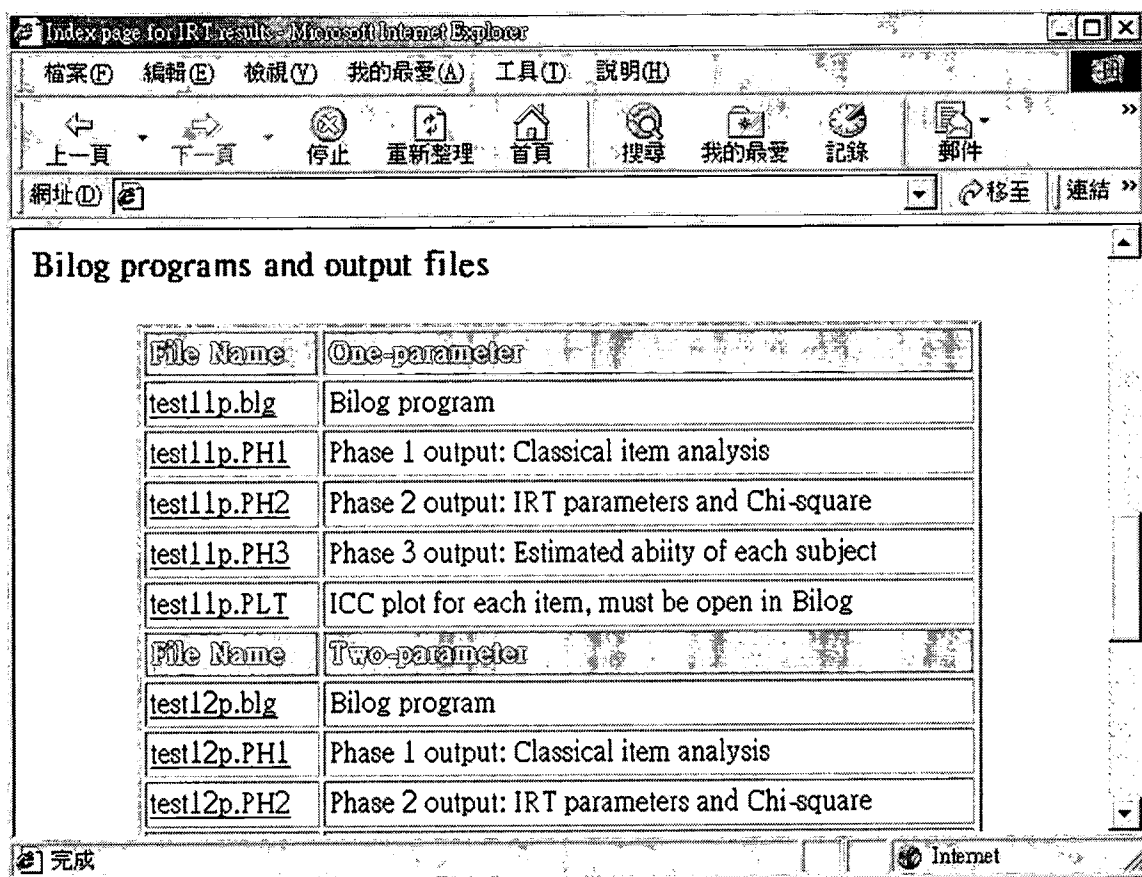 Index page for IRT results - Microsoft Internet Explorer
檔案(F) 編輯(E) 檢視(V) 我的最愛(A) 工具(T) 說明(H)
上一頁 下一頁 停止 重新整理 首頁 搜尋 我的最愛 記錄 郵件 »
網址(D) 移至 連結 »
Bilog programs and output files
File Name One-parameter
test11p.blg Bilog program
test11p.PH1 Phase 1 output: Classical item analysis
test11p.PH2 Phase 2 output: IRT parameters and Chi-square
test11p.PH3 Phase 3 output: Estimated abiity of each subject
test11p.PLT ICC plot for each item, must be open in Bilog
File Name Two-parameter
test12p.blg Bilog program
test12p.PH1 Phase 1 output: Classical item analysis
test12p.PH2 Phase 2 output: IRT parameters and Chi-square
完成 Internet